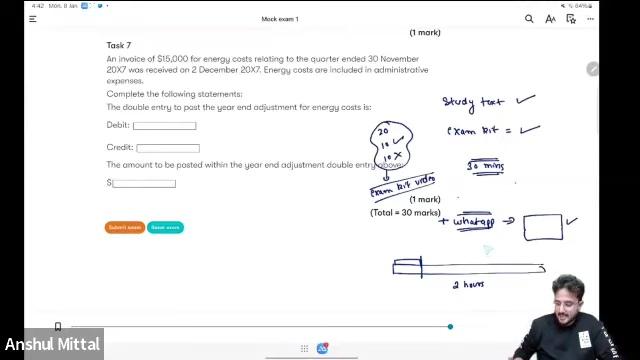 4:42 Mon, 8 Jan
64%
Mock exam 1
(1 mark)
Task 7
An invoice of $15,000 for energy costs relating to the quarter ended 30 November
20X7 was received on 2 December 20X7. Energy costs are included in administrative
expenses.
Complete the following statements:
The double entry to post the year end adjustment for energy costs is:
Debit:
Credit:
The amount to be posted within the year end adjustment double entry above:
$
(1 mark)
(Total = 30 marks)
Submit exam
Reset exam
Study text
exam kit =
20
10
10 x
30 mins
exam kit video
+ whatapp →
2 hours
Anshul Mittal